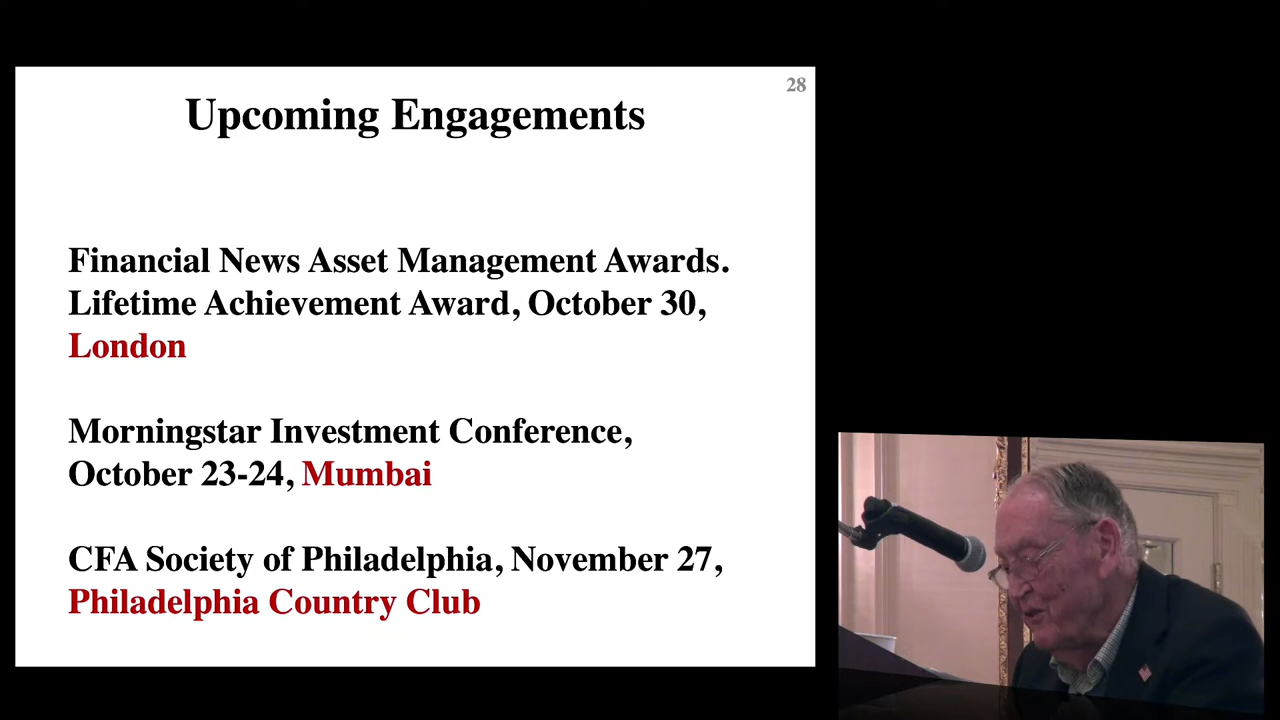 28
Upcoming Engagements
Financial News Asset Management Awards.
Lifetime Achievement Award, October 30,
London
Morningstar Investment Conference,
October 23-24, Mumbai
CFA Society of Philadelphia, November 27,
Philadelphia Country Club